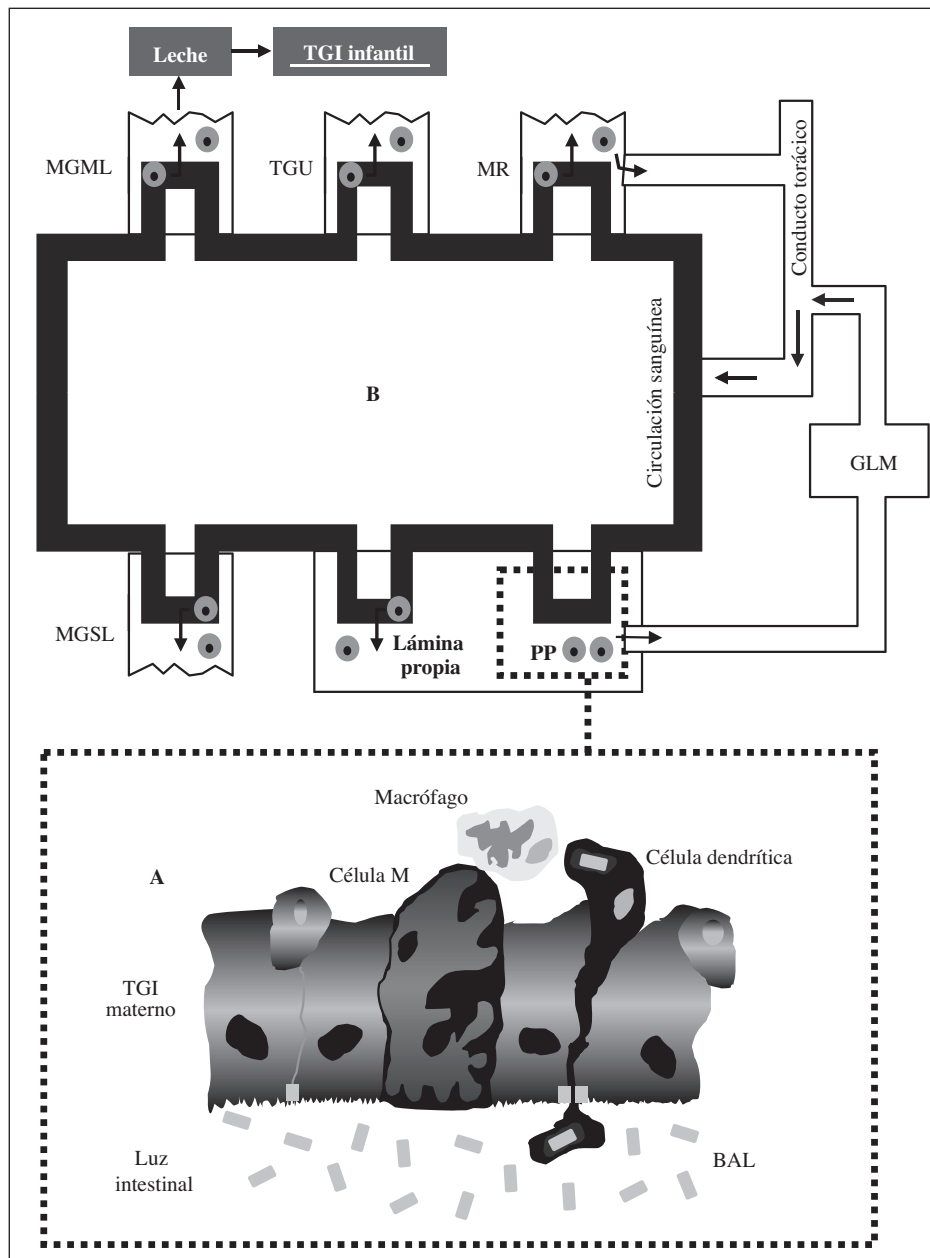 Leche
TGI infantil
MGML
TGU
MR
Conducto torácico
Circulación sanguínea
B
GLM
MGSL
Lámina
propia
PP
Macrófago
Célula M
Célula dendrítica
A
TGI
materno
Luz
intestinal
BAL